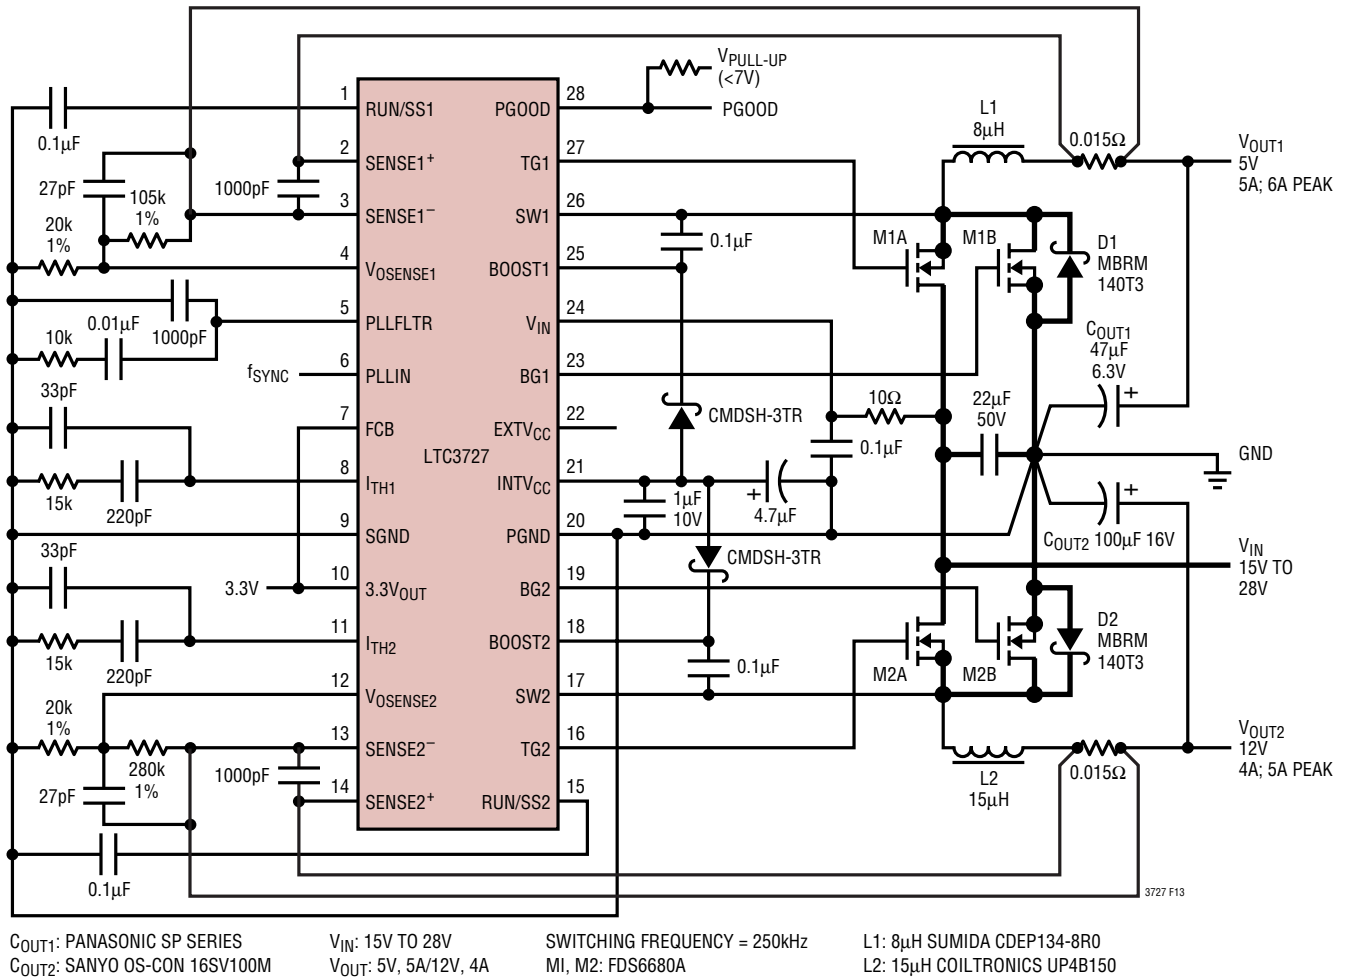 V_PULL-UP
(<7V)
PGOOD
1
RUN/SS1
PGOOD
28
0.1µF
L1
8µH
0.015Ω
V_OUT1
5V
5A; 6A PEAK
2
SENSE1+
TG1
27
27pF
105k
1%
1000pF
3
SENSE1−
SW1
26
20k
1%
0.1µF
M1A
M1B
D1
MBRM
140T3
4
V_OSENSE1
BOOST1
25
5
PLLFLTR
V_IN
24
0.01µF
1000pF
10k
C_OUT1
47µF
6.3V
f_SYNC
6
PLLIN
BG1
23
33pF
10Ω
22µF
50V
CMDSH-3TR
7
FCB
EXTV_CC
22
0.1µF
LTC3727
GND
8
I_TH1
INTV_CC
21
15k
220pF
1µF
10V
4.7µF
9
SGND
PGND
20
33pF
C_OUT2 100µF 16V
CMDSH-3TR
V_IN
15V TO
28V
3.3V
10
3.3V_OUT
BG2
19
11
I_TH2
BOOST2
18
15k
220pF
0.1µF
M2A
M2B
D2
MBRM
140T3
12
V_OSENSE2
SW2
17
20k
1%
13
SENSE2−
TG2
16
280k
1%
1000pF
L2
15µH
0.015Ω
V_OUT2
12V
4A; 5A PEAK
27pF
14
SENSE2+
RUN/SS2
15
0.1µF
3727 F13
C_OUT1: PANASONIC SP SERIES
C_OUT2: SANYO OS-CON 16SV100M
V_IN: 15V TO 28V
V_OUT: 5V, 5A/12V, 4A
SWITCHING FREQUENCY = 250kHz
MI, M2: FDS6680A
L1: 8µH SUMIDA CDEP134-8R0
L2: 15µH COILTRONICS UP4B150